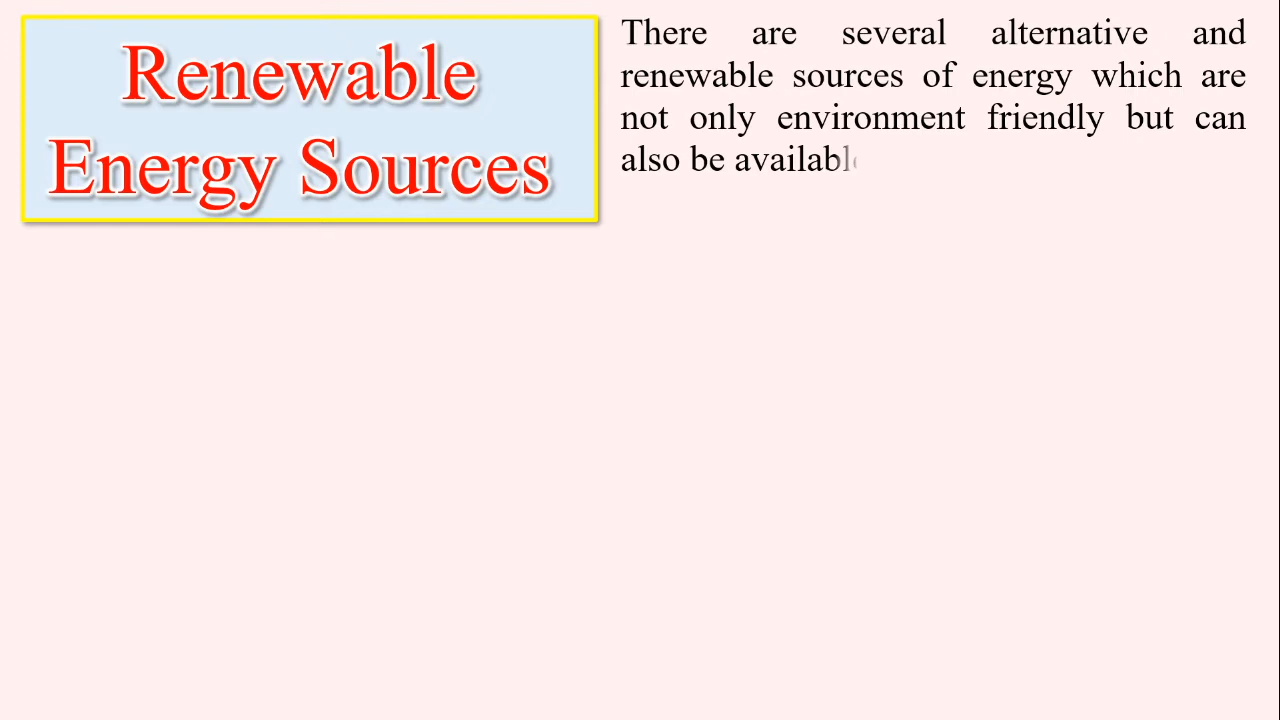 Renewable
Energy Sources
There are several alternative and
renewable sources of energy which are
not only environment friendly but can
also be